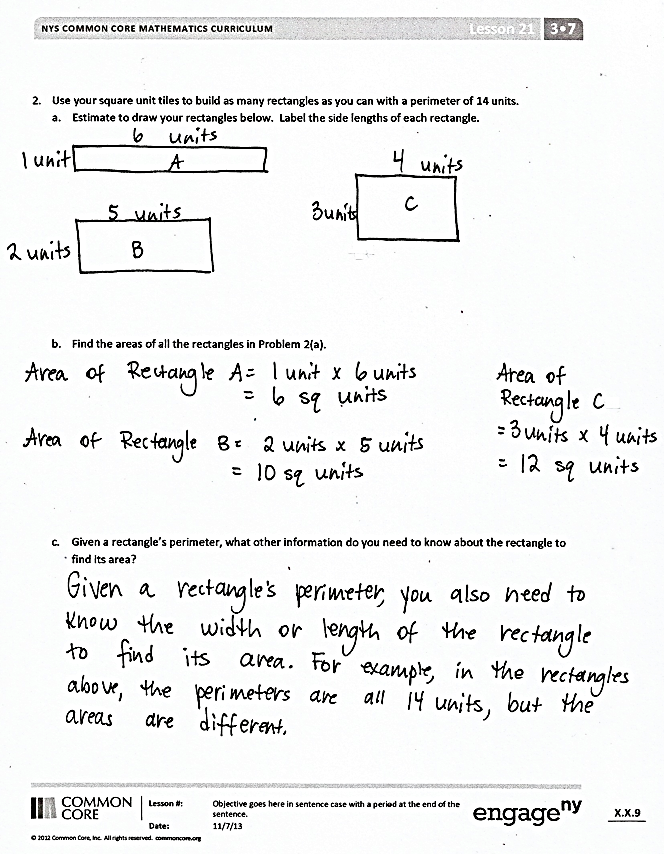 NYS COMMON CORE MATHEMATICS CURRICULUM Lesson 21 3•7
2. Use your square unit tiles to build as many rectangles as you can with a perimeter of 14 units.
a. Estimate to draw your rectangles below. Label the side lengths of each rectangle.
6 units
1 unit A
4 units
3 units C
5 units
2 units B
b. Find the areas of all the rectangles in Problem 2(a).
Area of Rectangle A = 1 unit x 6 units
= 6 sq units
Area of Rectangle B = 2 units x 5 units
= 10 sq units
Area of
Rectangle C
= 3 units x 4 units
= 12 sq units
c. Given a rectangle's perimeter, what other information do you need to know about the rectangle to
find its area?
Given a rectangle's perimeter, you also need to
know the width or length of the rectangle
to find its area. For example, in the rectangles
above, the perimeters are all 14 units, but the
areas are different.
COMMON
CORE
Lesson #:
Date:
Objective goes here in sentence case with a period at the end of the
sentence.
11/7/13
engageny
X.X.9
© 2012 Common Core, Inc. All rights reserved. commoncore.org